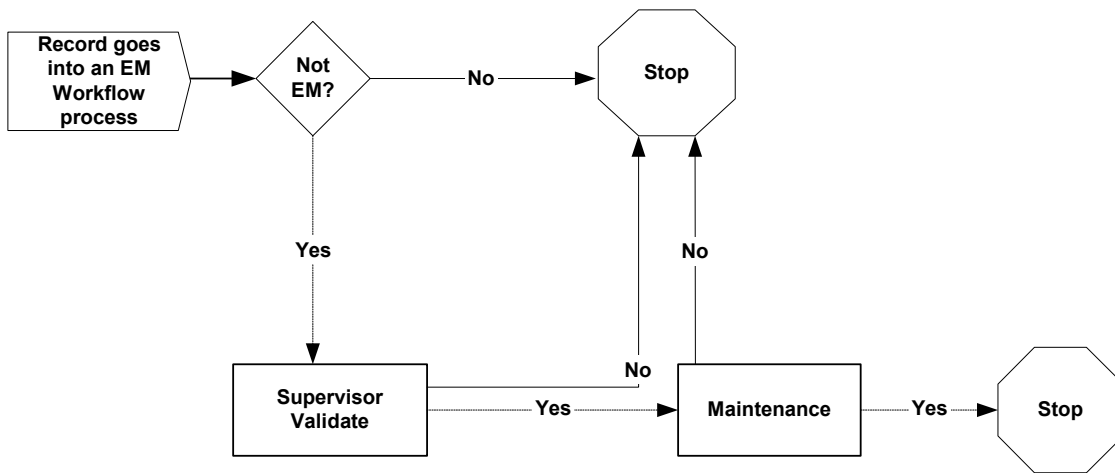 Record goes
into an EM
Workflow
process
Not
EM?
No
Stop
Yes
No
No
Supervisor
Validate
Yes
Maintenance
Yes
Stop